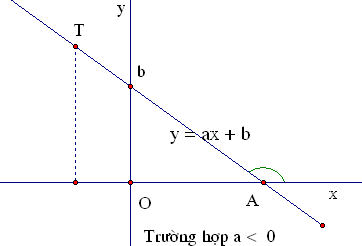 y
T
b
y = ax + b
O
A
x
Trường hợp a < 0